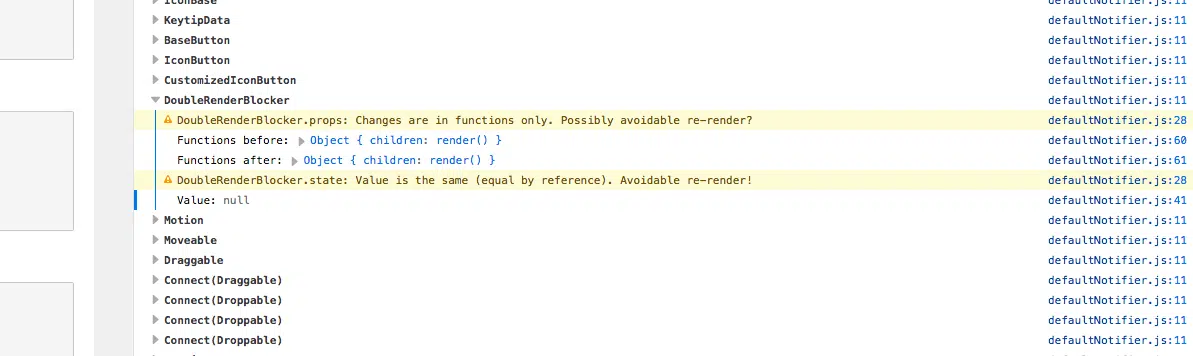 IconBase defaultNotifier.js:11
KeytipData defaultNotifier.js:11
BaseButton defaultNotifier.js:11
IconButton defaultNotifier.js:11
CustomizedIconButton defaultNotifier.js:11
DoubleRenderBlocker defaultNotifier.js:11
DoubleRenderBlocker.props: Changes are in functions only. Possibly avoidable re-render? defaultNotifier.js:28
Functions before: Object { children: render() } defaultNotifier.js:60
Functions after: Object { children: render() } defaultNotifier.js:61
DoubleRenderBlocker.state: Value is the same (equal by reference). Avoidable re-render! defaultNotifier.js:28
Value: null defaultNotifier.js:41
Motion defaultNotifier.js:11
Moveable defaultNotifier.js:11
Draggable defaultNotifier.js:11
Connect(Draggable) defaultNotifier.js:11
Connect(Droppable) defaultNotifier.js:11
Connect(Droppable) defaultNotifier.js:11
Connect(Droppable) defaultNotifier.js:11